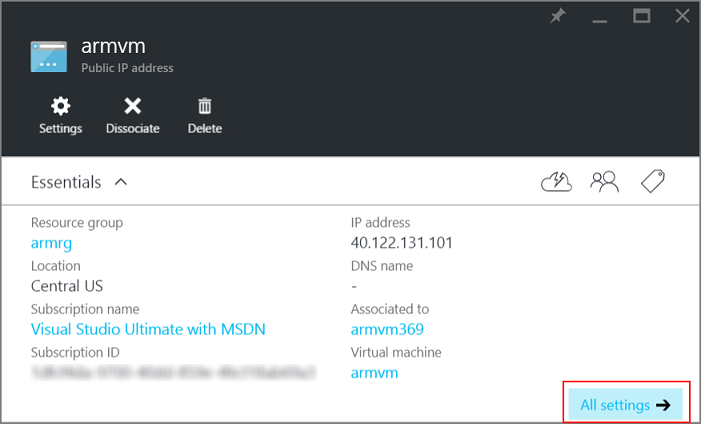 armvm
Public IP address
Settings
Dissociate
Delete
Essentials
Resource group
armrg
Location
Central US
Subscription name
Visual Studio Ultimate with MSDN
Subscription ID
IP address
40.122.131.101
DNS name
-
Associated to
armvm369
Virtual machine
armvm
All settings